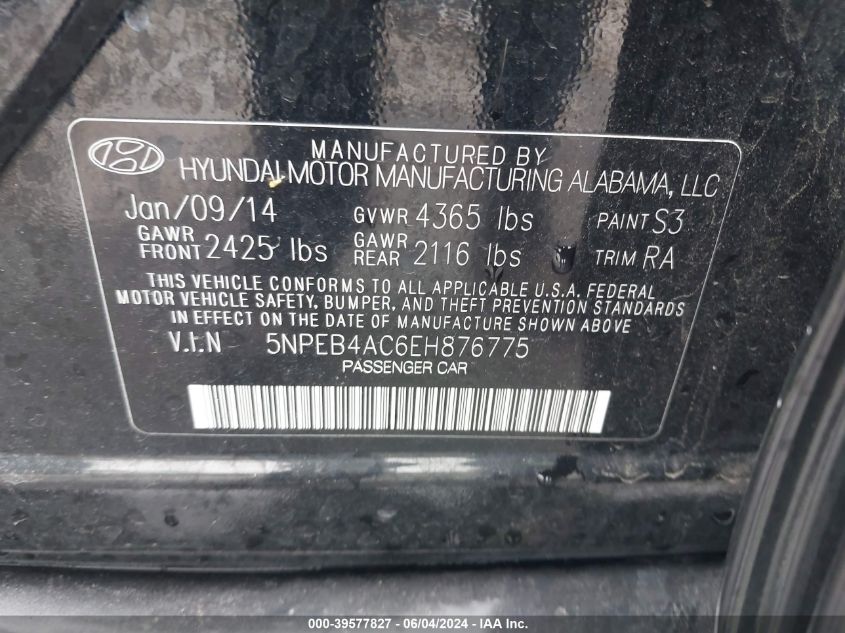 MANUFACTURED BY
HYUNDAI MOTOR MANUFACTURING ALABAMA, LLC
Jan/09/14 GVWR 4365 lbs PAINT S3
GAWR FRONT 2425 lbs GAWR REAR 2116 lbs TRIM RA
THIS VEHICLE CONFORMS TO ALL APPLICABLE U.S.A. FEDERAL
MOTOR VEHICLE SAFETY, BUMPER, AND THEFT PREVENTION STANDARDS
IN EFFECT ON THE DATE OF MANUFACTURE SHOWN ABOVE
V.I.N 5NPEB4AC6EH876775
PASSENGER CAR
000-39577827 - 06/04/2024 - IAA Inc.